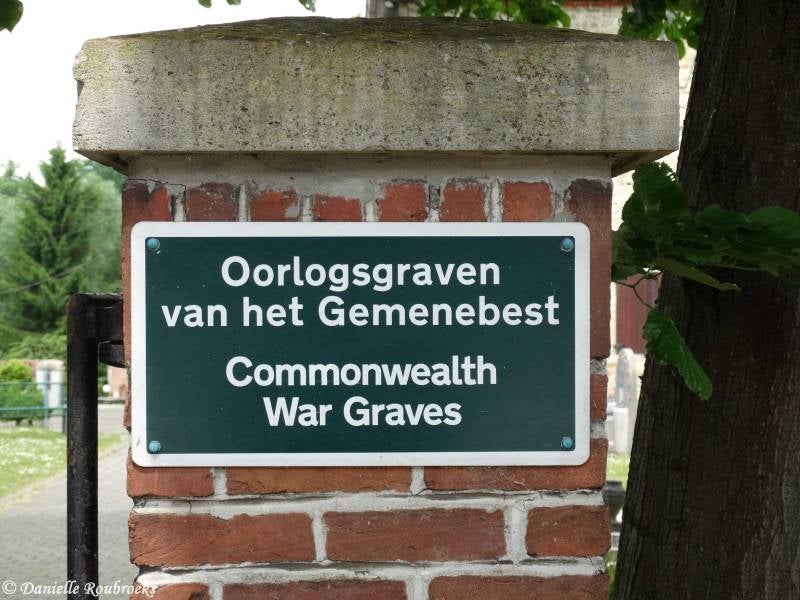 Oorlogsgraven
van het Gemenebest
Commonwealth
War Graves
© Danielle Roubroeks